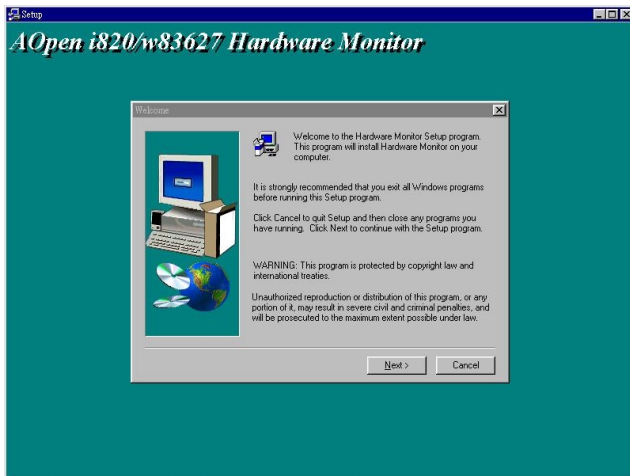 Setup
AOpen i820/w83627 Hardware Monitor
Welcome
Welcome to the Hardware Monitor Setup program.
This program will install Hardware Monitor on your
computer.
It is strongly recommended that you exit all Windows programs
before running this Setup program.
Click Cancel to quit Setup and then close any programs you
have running. Click Next to continue with the Setup program.
WARNING: This program is protected by copyright law and
international treaties.
Unauthorized reproduction or distribution of this program, or any
portion of it, may result in severe civil and criminal penalties, and
will be prosecuted to the maximum extent possible under law.
Next >
Cancel